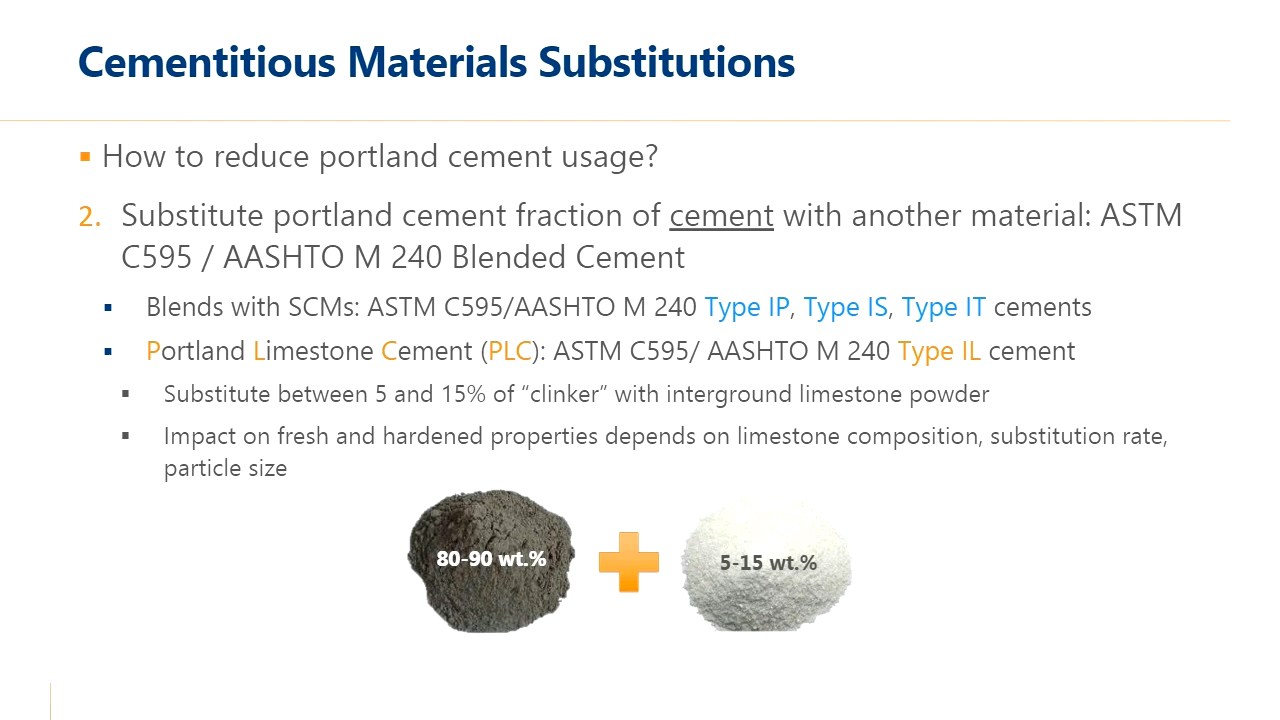 Cementitious Materials Substitutions
How to reduce portland cement usage?
2. Substitute portland cement fraction of cement with another material: ASTM
C595 / AASHTO M 240 Blended Cement
Blends with SCMs: ASTM C595/AASHTO M 240 Type IP, Type IS, Type IT cements
Portland Limestone Cement (PLC): ASTM C595/ AASHTO M 240 Type IL cement
Substitute between 5 and 15% of “clinker” with interground limestone powder
Impact on fresh and hardened properties depends on limestone composition, substitution rate,
particle size
80-90 wt.%
5-15 wt.%